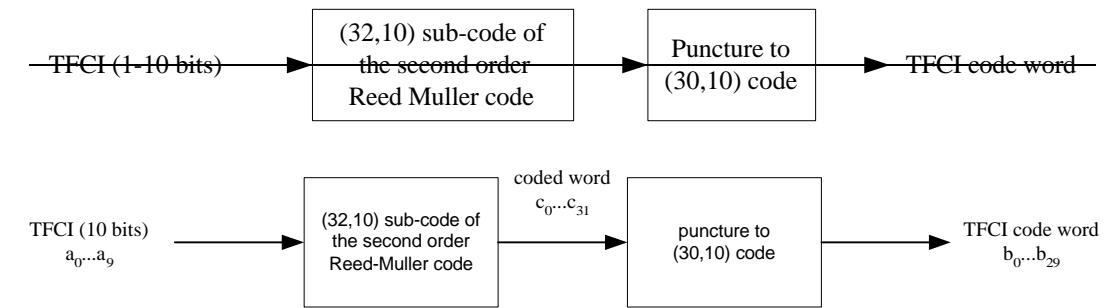 TFCI (1-10 bits)
(32,10) sub-code of
the second order
Reed Muller code
Puncture to
(30,10) code
TFCI code word
TFCI (10 bits)
a0...a9
(32,10) sub-code of
the second order
Reed-Muller code
coded word
c0...c31
puncture to
(30,10) code
TFCI code word
b0...b29